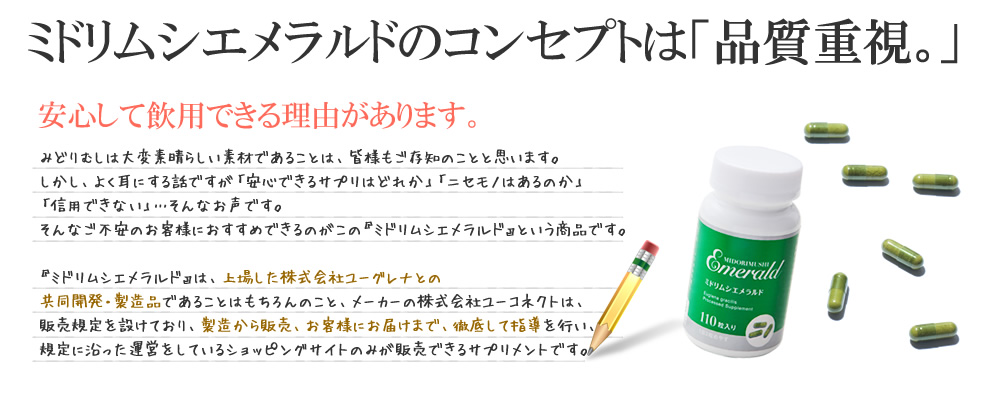 ミドリムシエメラルドのコンセプトは「品質重視。」
安心して飲用できる理由があります。
みどりむしは大変素晴らしい素材であることは、皆様もご存知のことと思います。
しかし、よく耳にする話ですが「安心できるサプリはどれか」「ニセモノはあるのか」
「信用できない」…そんなお声です。
そんなご不安のお客様におすすめできるのがこの『ミドリムシエメラルド』という商品です。
『ミドリムシエメラルド』は、上場した株式会社ユーグレナとの
共同開発・製造品であることはもちろんのこと、メーカーの株式会社ユーコネクトは、
販売規定を設けており、製造から販売、お客様にお届けまで、徹底して指導を行い、
規定に沿った運営をしているショッピングサイトのみが販売できるサプリメントです。
MIDORIMUSHI
Emerald
ミドリムシエメラルド
Euglena gracilis
Processed Supplement
110粒入り